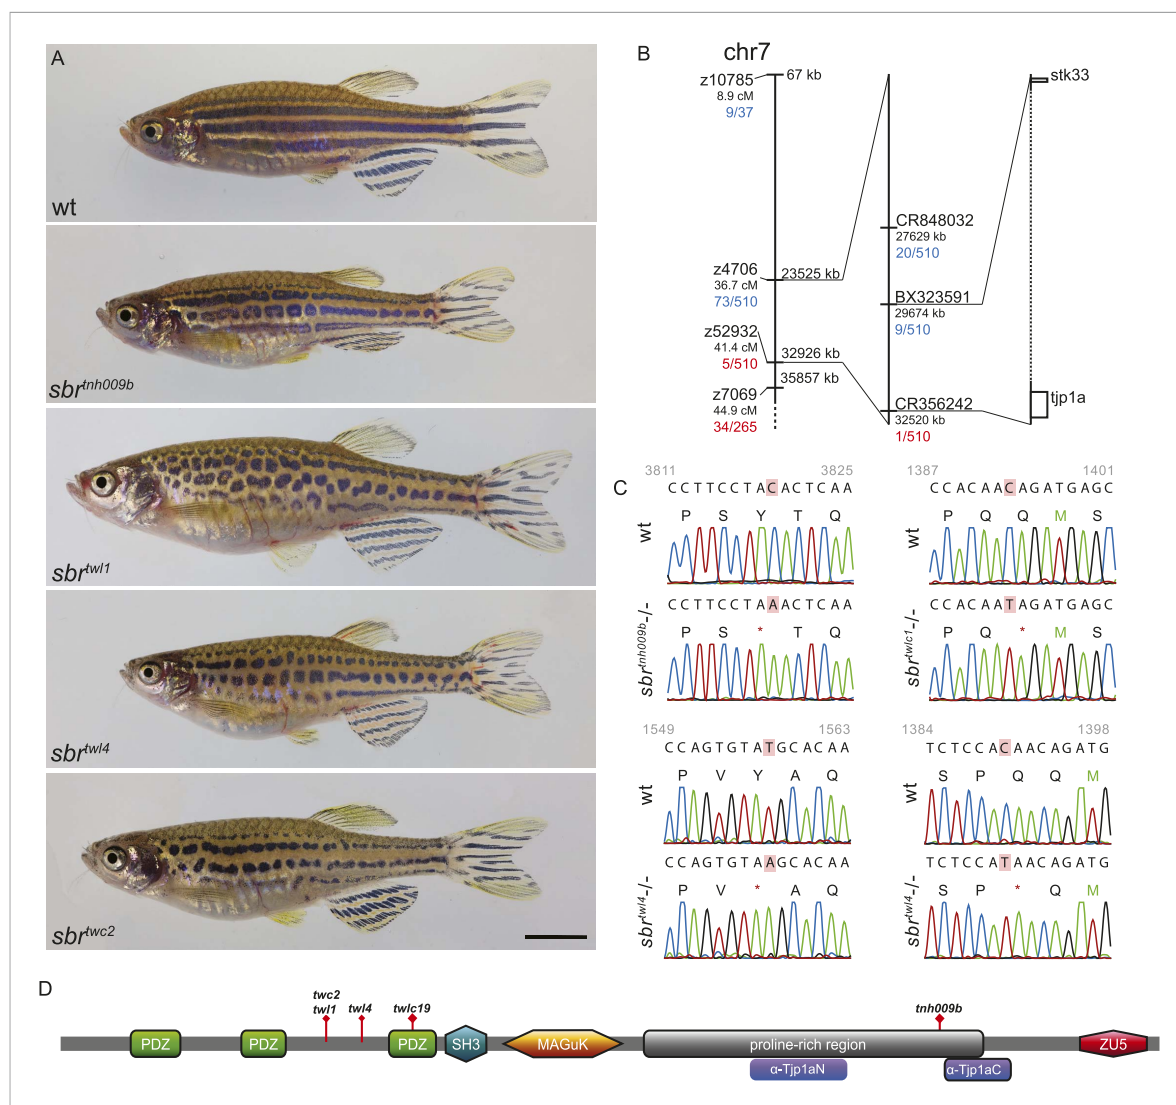 A
wt
sbr^tnh009b
sbr^twl1
sbr^twl4
sbr^twc2
B
chr7
z10785
8.9 cM
9/37
67 kb
z4706
36.7 cM
73/510
23525 kb
z52932
41.4 cM
5/510
32926 kb
35857 kb
z7069
44.9 cM
34/265
CR848032
27629 kb
20/510
BX323591
29674 kb
9/510
CR356242
32520 kb
1/510
stk33
tjp1a
C
3811 3825
CCTTCCTACACTCAA
P S Y T Q
wt
CCTTCCTAAACTCAA
P S * T Q
sbr^tnh009b-/-
1387 1401
CCACAACAGATGAGC
P Q Q M S
wt
CCACAATAGATGAGC
P Q * M S
sbr^twlc1-/-
1549 1563
CCAGTGTATGCACAA
P V Y A Q
wt
CCAGTGTAAGCACAA
P V * A Q
sbr^twl4-/-
1384 1398
TCTCCACAACAGATG
S P Q Q M
wt
TCTCCATAACAGATG
S P * Q M
sbr^twl4-/-
D
twc2
twl1 twl4 twlc19 tnh009b
PDZ PDZ PDZ SH3 MAGuK proline-rich region ZU5
α-Tjp1aN α-Tjp1aC